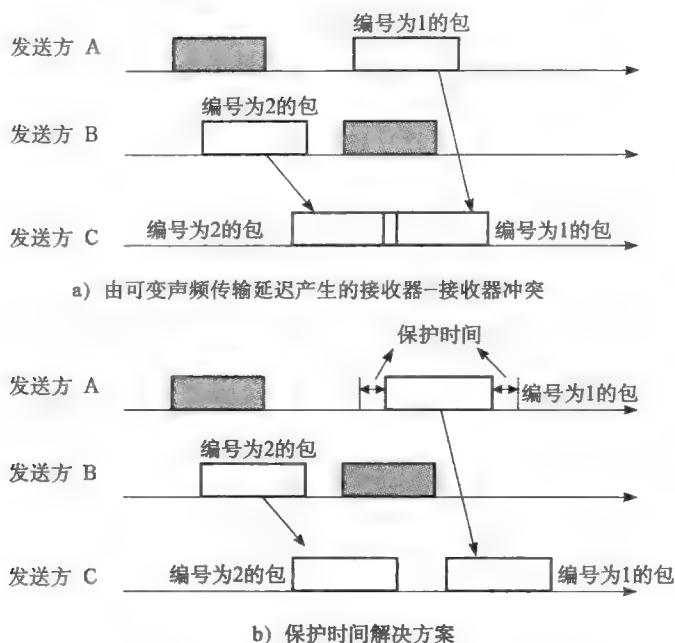 编号为1的包
发送方 A
编号为2的包
发送方 B
发送方 C
编号为2的包
编号为1的包
a) 由可变声频传输延迟产生的接收器-接收器冲突
保护时间
发送方 A
编号为1的包
编号为2的包
发送方 B
发送方 C
编号为2的包
编号为1的包
b) 保护时间解决方案